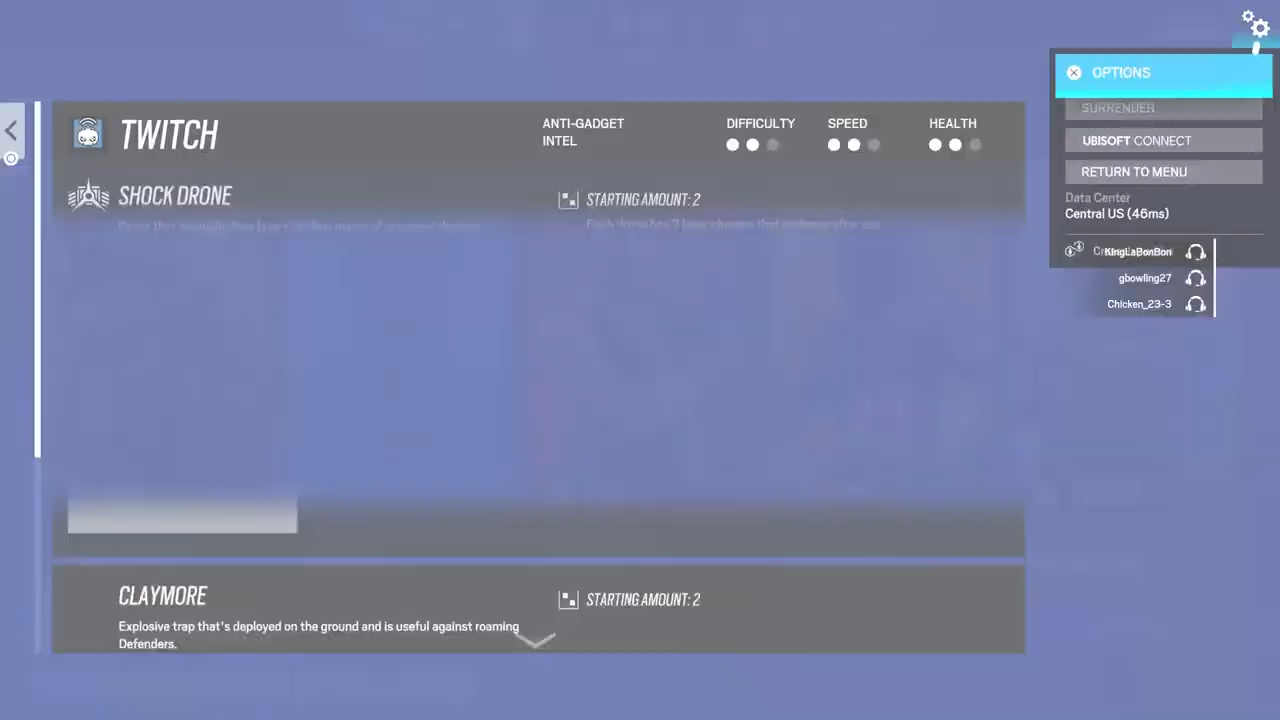 OPTIONS
SURRENDER
UBISOFT CONNECT
RETURN TO MENU
Data Center
Central US (46ms)
KingLaBonBon
gbowling27
Chicken_23-3
TWITCH
ANTI-GADGET
INTEL
DIFFICULTY
SPEED
HEALTH
SHOCK DRONE
STARTING AMOUNT: 2
CLAYMORE
Explosive trap that's deployed on the ground and is useful against roaming
Defenders.
STARTING AMOUNT: 2